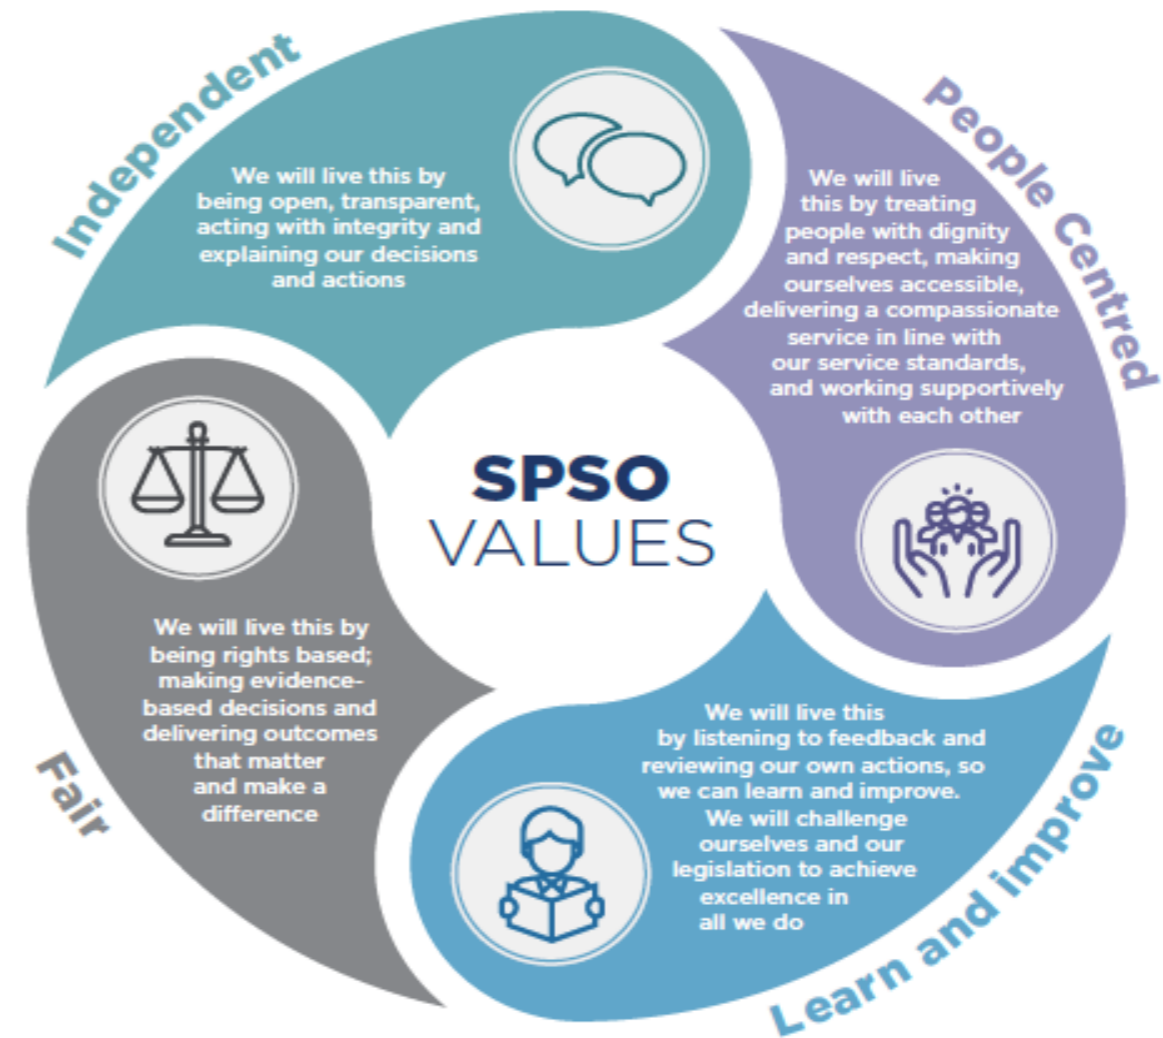 Independent
We will live this by
being open, transparent,
acting with integrity and
explaining our decisions
and actions
People Centred
We will live
this by treating
people with dignity
and respect, making
ourselves accessible,
delivering a compassionate
service in line with
our service standards,
and working supportively
with each other
SPSO
VALUES
Fair
We will live this by
being rights based;
making evidence-
based decisions and
delivering outcomes
that matter
and make a
difference
Learn and improve
We will live this
by listening to feedback and
reviewing our own actions, so
we can learn and improve.
We will challenge
ourselves and our
legislation to achieve
excellence in
all we do